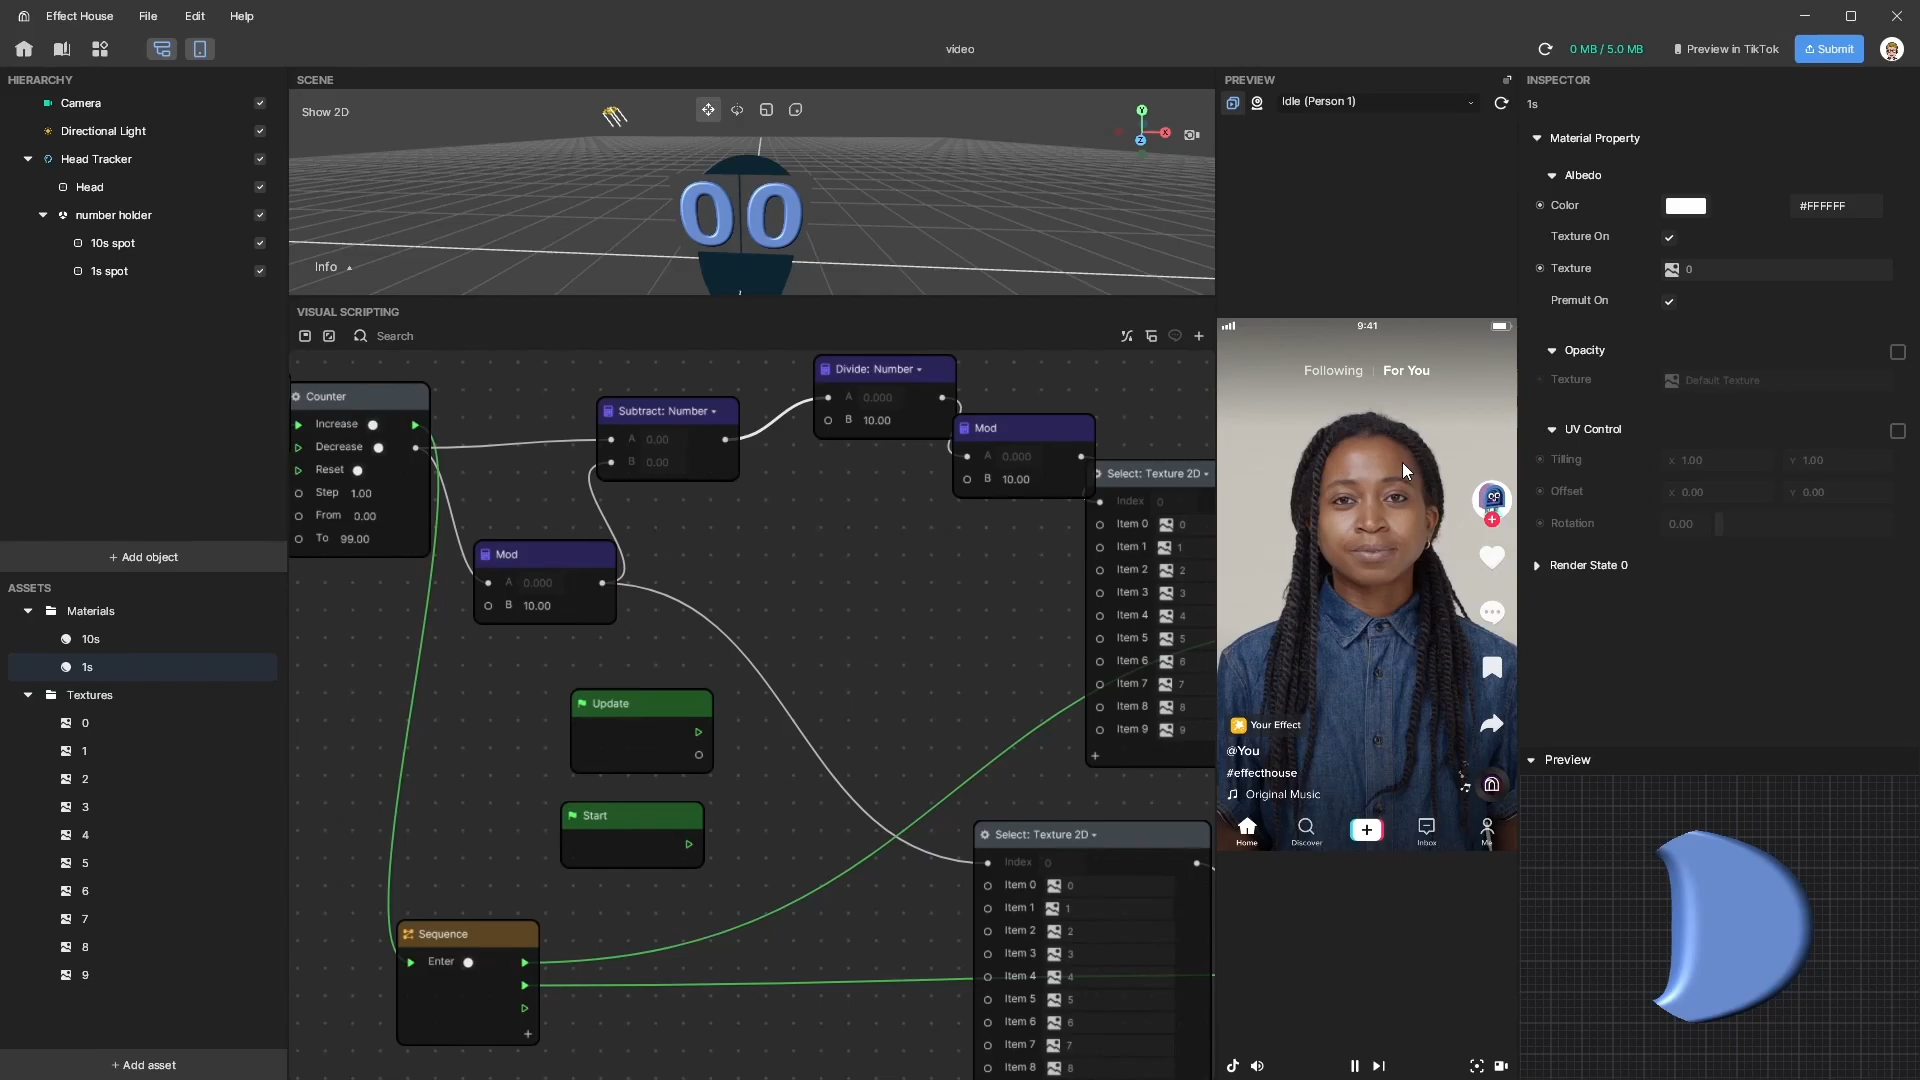 Effect House File Edit Help
video
0 MB / 5.0 MB Preview in TikTok Submit
HIERARCHY
Camera
Directional Light
Head Tracker
Head
number holder
10s spot
1s spot
+ Add object
ASSETS
Materials
10s
1s
Textures
0
1
2
3
4
5
6
7
8
9
+ Add asset
SCENE
Show 2D
Y
X
Z
00
Info
VISUAL SCRIPTING
Search
Counter
Increase
Decrease
Reset
Step 1.00
From 0.00
To 99.00
Subtract: Number
A 0.00
B 0.00
Divide: Number
A 0.000
B 10.00
Mod
A 0.000
B 10.00
Mod
A 0.000
B 10.00
Select: Texture 2D
Index 0
Item 0 0
Item 1 1
Item 2 2
Item 3 3
Item 4 4
Item 5 5
Item 6 6
Item 7 7
Item 8 8
Item 9 9
+
Update
Start
Sequence
Enter
+
Select: Texture 2D
Index 0
Item 0 0
Item 1 1
Item 2 2
Item 3 3
Item 4 4
Item 5 5
Item 6 6
Item 7 7
Item 8 8
PREVIEW
Idle (Person 1)
9:41
Following For You
Your Effect
@You
#effecthouse
Original Music
Home Discover Inbox Me
INSPECTOR
1s
Material Property
Albedo
Color #FFFFFF
Texture On
Texture 0
Premult On
Opacity
Texture Default Texture
UV Control
Tilling X 1.00 Y 1.00
Offset X 0.00 Y 0.00
Rotation 0.00
Render State 0
Preview